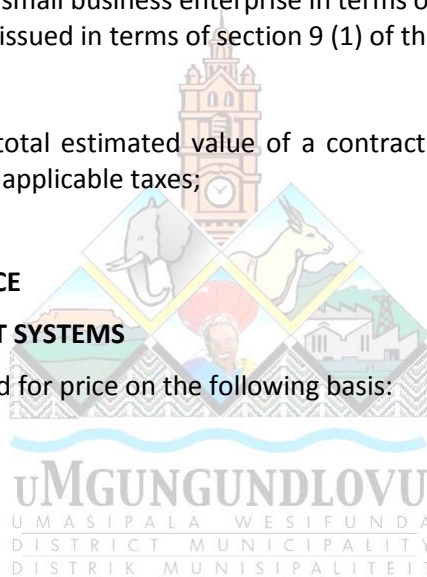 small business enterprise in terms o
issued in terms of section 9 (1) of th
total estimated value of a contract
applicable taxes;
CE
T SYSTEMS
d for price on the following basis:
UMGUNGUNDLOVU
UMASIPALA WESIFUNDA
DISTRICT MUNICIPALITY
DISTRIK MUNISIPALITEIT